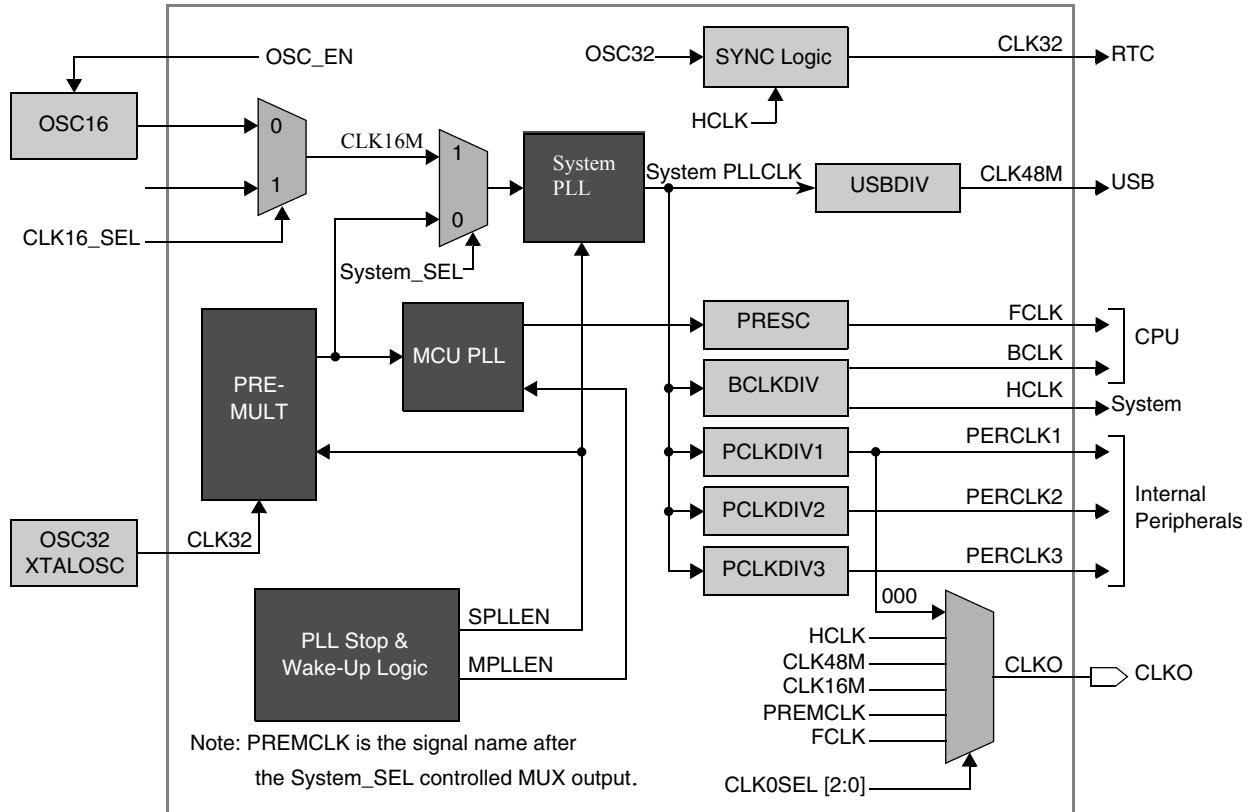 OSC_EN
OSC32
SYNC Logic
CLK32
RTC
OSC16
0
1
CLK16M
HCLK
1
0
System
PLL
System PLLCLK
USBDIV
CLK48M
USB
CLK16_SEL
System_SEL
PRE-
MULT
MCU PLL
PRESC
FCLK
CPU
BCLKDIV
BCLK
HCLK
System
PCLKDIV1
PERCLK1
PCLKDIV2
PERCLK2
Internal
Peripherals
PCLKDIV3
PERCLK3
OSC32
XTALOSC
CLK32
PLL Stop &
Wake-Up Logic
SPLLEN
MPLLEN
000
HCLK
CLK48M
CLK16M
PREMCLK
FCLK
CLKO
CLKO
CLK0SEL [2:0]
Note: PREMCLK is the signal name after
the System_SEL controlled MUX output.